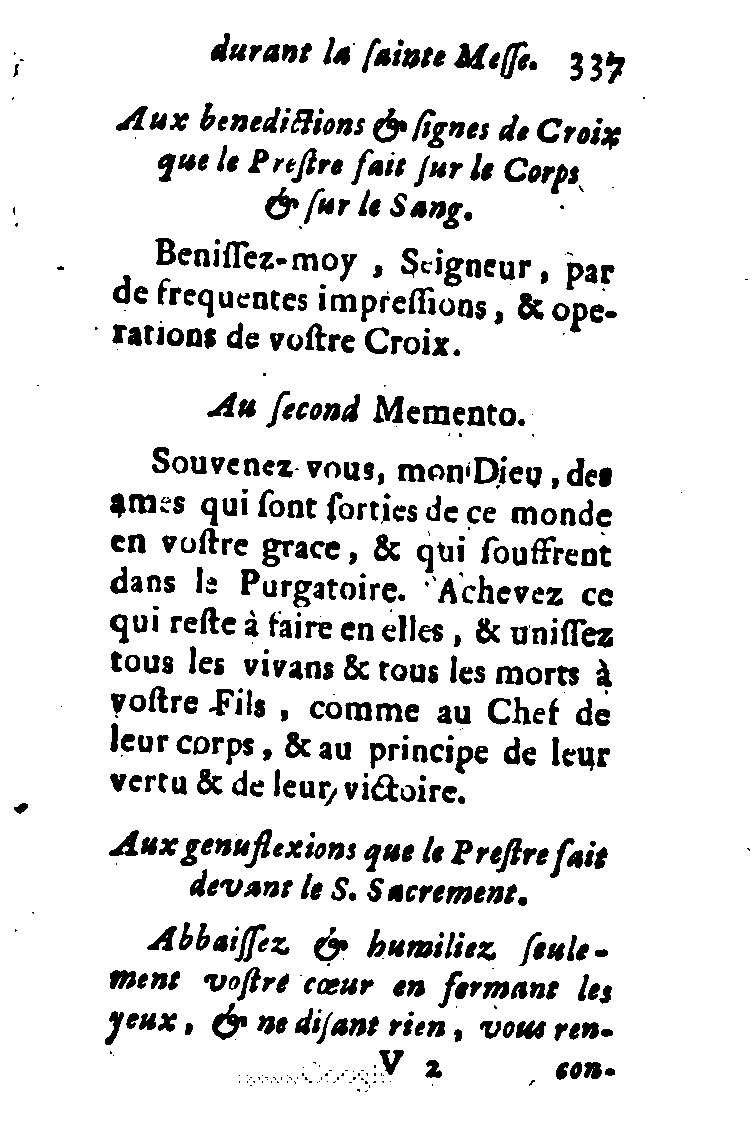 durant la ſainte Meſſe. 337
Aux benedictions & ſignes de Croix
que le Preſtre fait ſur le Corps
& ſur le Sang.
Beniſſez-moy , Seigneur , par
de frequentes impreſſions , & ope-
rations de voſtre Croix.
Au ſecond Memento.
Souvenez-vous, mon Dieu , des
ames qui ſont ſorties de ce monde
en voſtre grace , & qui ſouffrent
dans le Purgatoire. Achevez ce
qui reſte à faire en elles , & uniſſez
tous les vivans & tous les morts à
voſtre Fils , comme au Chef de
leur corps , & au principe de leur
vertu & de leur victoire.
Aux genuflexions que le Preſtre fait
devant le S. Sacrement.
Abbaiſſez & humiliez ſeule-
ment voſtre cœur en fermant les
yeux , & ne diſant rien , vous ren-
V 2 con-